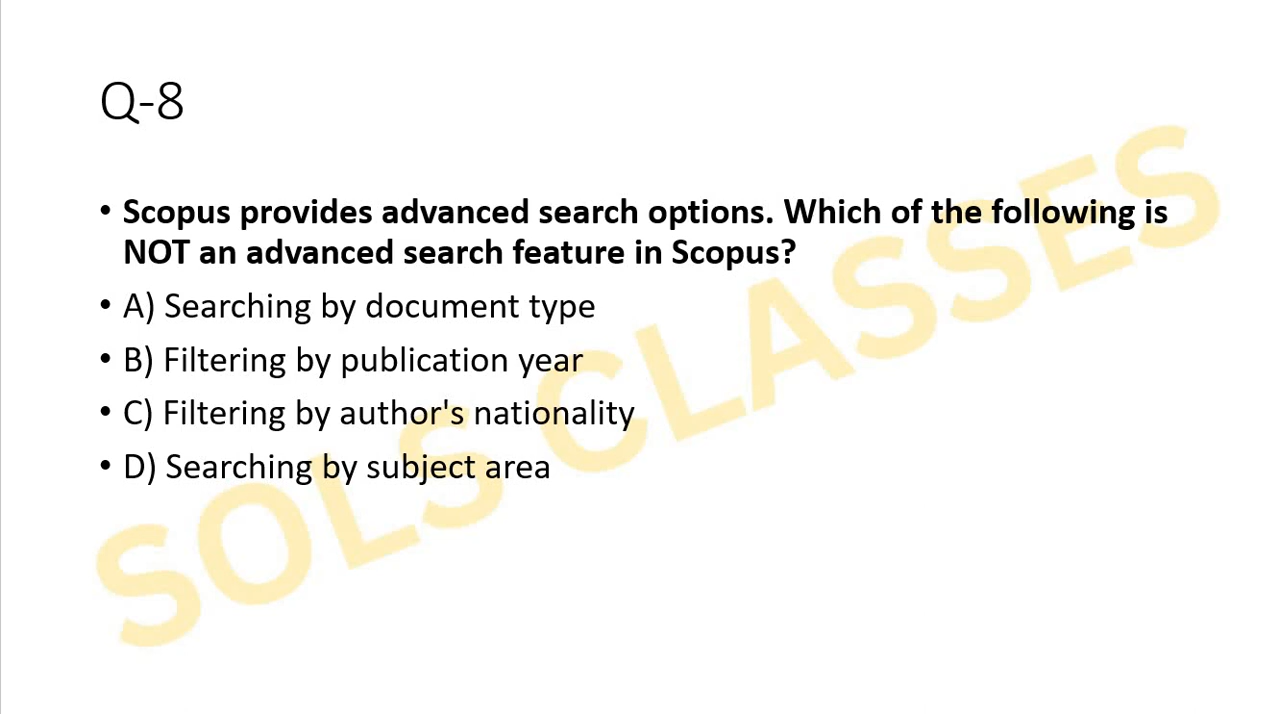 Q-8
• Scopus provides advanced search options. Which of the following is
NOT an advanced search feature in Scopus?
• A) Searching by document type
• B) Filtering by publication year
• C) Filtering by author's nationality
• D) Searching by subject area
SOLS CLASSES